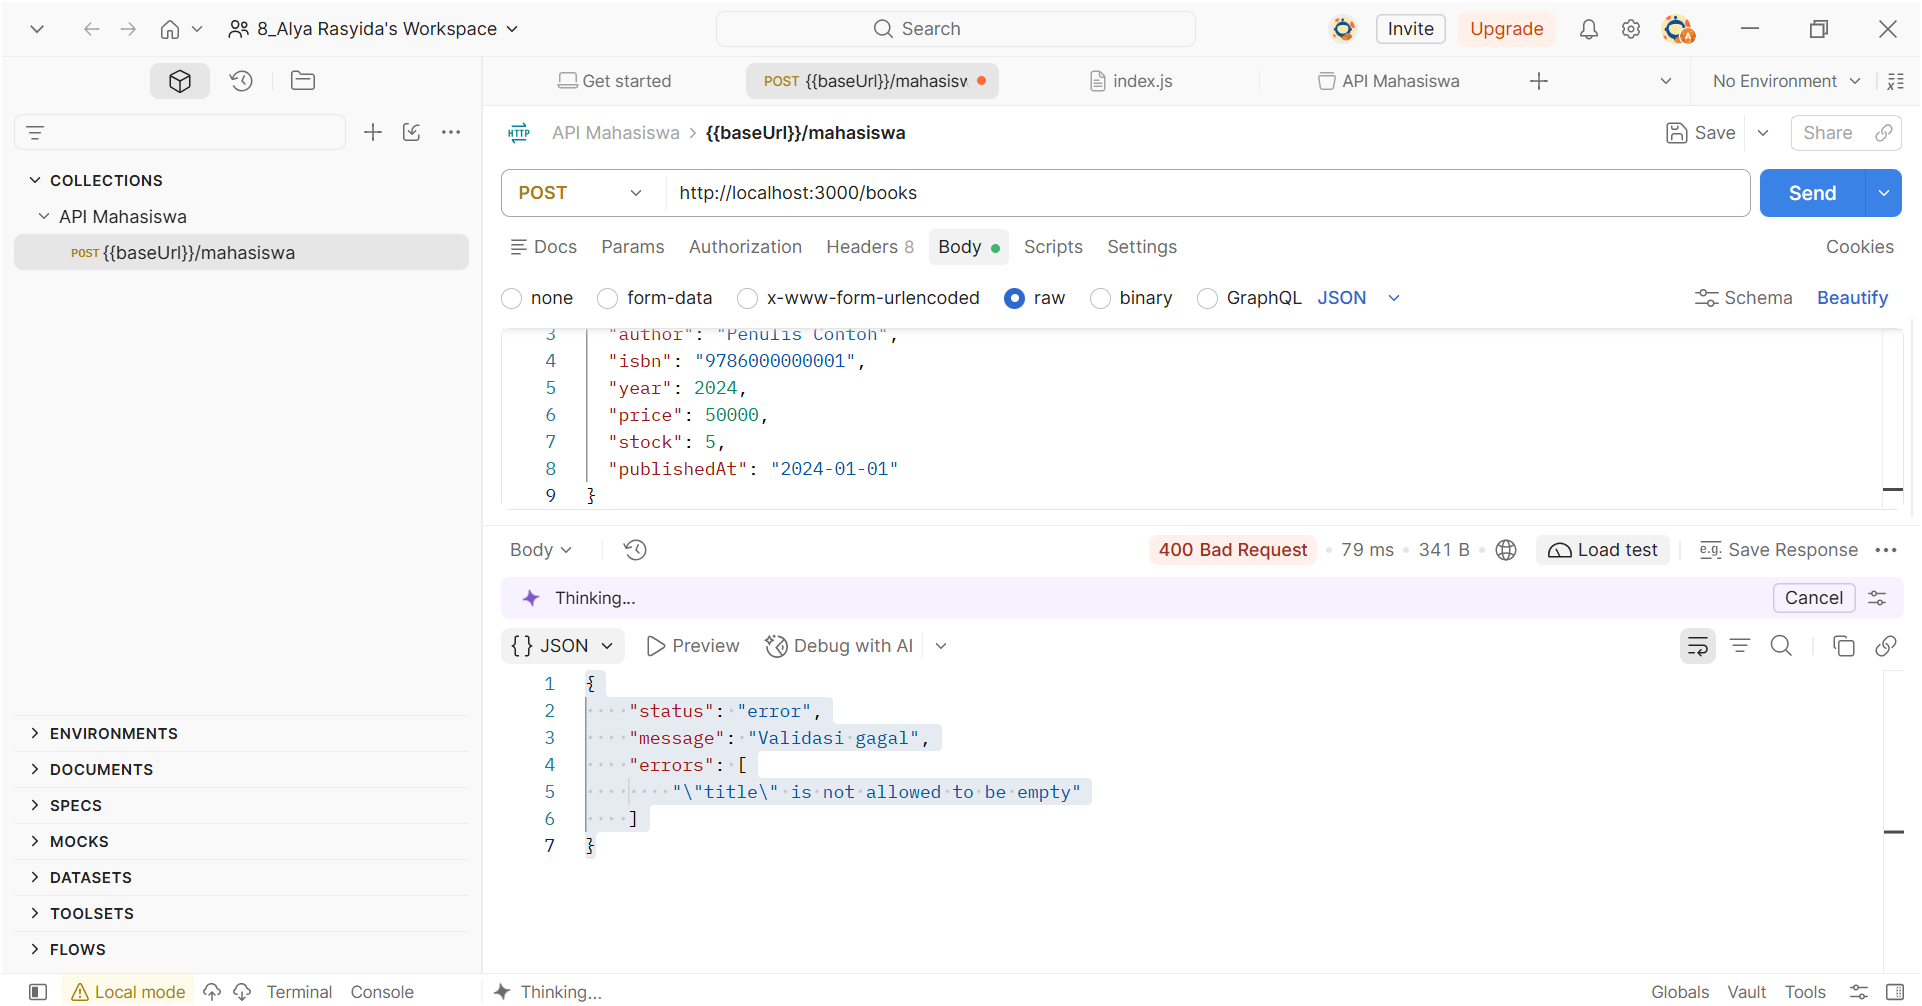 8_Alya Rasyida's Workspace
Search
Invite
Upgrade
Get started
POST {{baseUrl}}/mahasisw
index.js
API Mahasiswa
No Environment
COLLECTIONS
API Mahasiswa
POST {{baseUrl}}/mahasiswa
ENVIRONMENTS
DOCUMENTS
SPECS
MOCKS
DATASETS
TOOLSETS
FLOWS
HTTP API Mahasiswa > {{baseUrl}}/mahasiswa
Save
Share
POST
http://localhost:3000/books
Send
Docs
Params
Authorization
Headers 8
Body
Scripts
Settings
Cookies
none
form-data
x-www-form-urlencoded
raw
binary
GraphQL
JSON
Schema
Beautify
3 "author": "Penulis Contoh",
4 "isbn": "9786000000001",
5 "year": 2024,
6 "price": 50000,
7 "stock": 5,
8 "publishedAt": "2024-01-01"
9 }
Body
400 Bad Request • 79 ms • 341 B
Load test
e.g. Save Response
Thinking...
Cancel
{} JSON
Preview
Debug with AI
1 {
2 "status": "error",
3 "message": "Validasi gagal",
4 "errors": [
5 "\"title\" is not allowed to be empty"
6 ]
7 }
Local mode
Terminal
Console
Thinking...
Globals
Vault
Tools